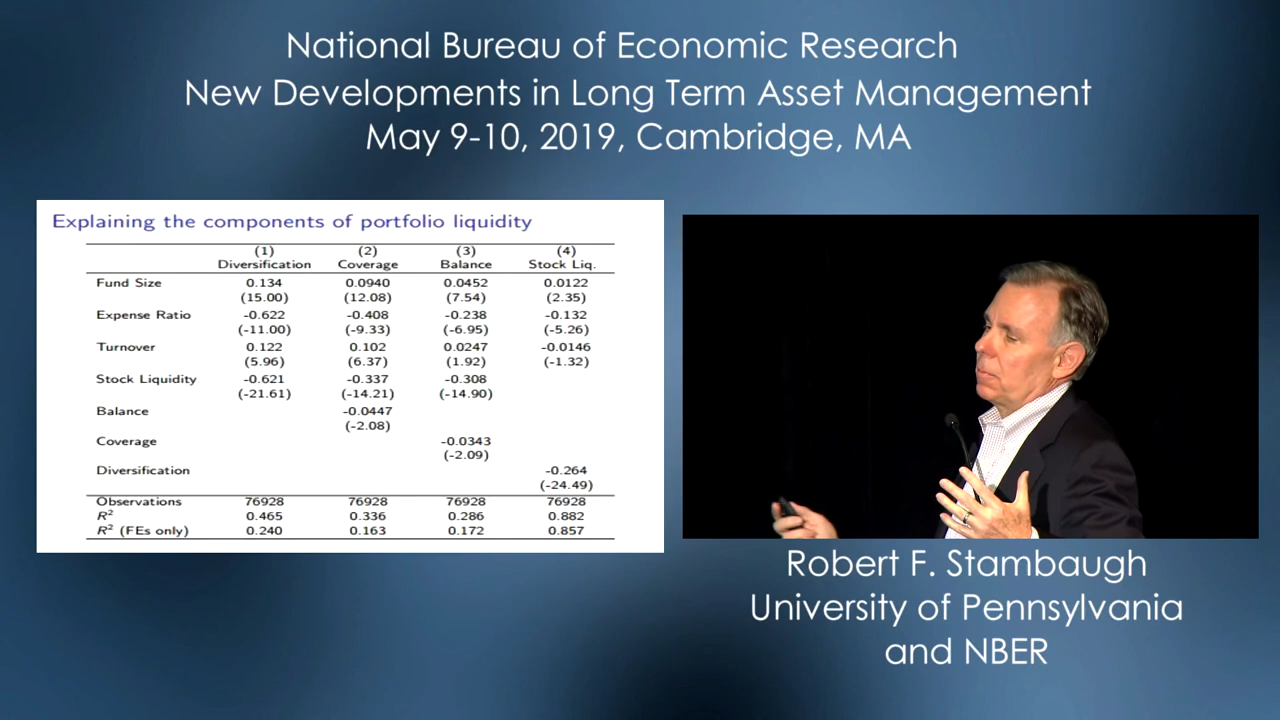 National Bureau of Economic Research
New Developments in Long Term Asset Management
May 9-10, 2019, Cambridge, MA
Explaining the components of portfolio liquidity
(1) (2) (3) (4)
Diversification Coverage Balance Stock Liq.
Fund Size 0.134 0.0940 0.0452 0.0122
(15.00) (12.08) (7.54) (2.35)
Expense Ratio -0.622 -0.408 -0.238 -0.132
(-11.00) (-9.33) (-6.95) (-5.26)
Turnover 0.122 0.102 0.0247 -0.0146
(5.96) (6.37) (1.92) (-1.32)
Stock Liquidity -0.621 -0.337 -0.308
(-21.61) (-14.21) (-14.90)
Balance -0.0447
(-2.08)
Coverage -0.0343
(-2.09)
Diversification -0.264
(-24.49)
Observations 76928 76928 76928 76928
R² 0.465 0.336 0.286 0.882
R² (FEs only) 0.240 0.163 0.172 0.857
Robert F. Stambaugh
University of Pennsylvania
and NBER